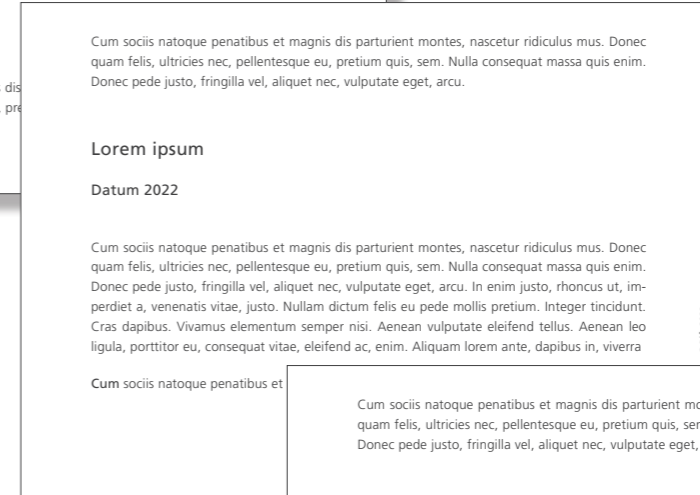 dis
pre
Cum sociis natoque penatibus et magnis dis parturient montes, nascetur ridiculus mus. Donec
quam felis, ultricies nec, pellentesque eu, pretium quis, sem. Nulla consequat massa quis enim.
Donec pede justo, fringilla vel, aliquet nec, vulputate eget, arcu.
Lorem ipsum
Datum 2022
Cum sociis natoque penatibus et magnis dis parturient montes, nascetur ridiculus mus. Donec
quam felis, ultricies nec, pellentesque eu, pretium quis, sem. Nulla consequat massa quis enim.
Donec pede justo, fringilla vel, aliquet nec, vulputate eget, arcu. In enim justo, rhoncus ut, im-
perdiet a, venenatis vitae, justo. Nullam dictum felis eu pede mollis pretium. Integer tincidunt.
Cras dapibus. Vivamus elementum semper nisi. Aenean vulputate eleifend tellus. Aenean leo
ligula, porttitor eu, consequat vitae, eleifend ac, enim. Aliquam lorem ante, dapibus in, viverra
Cum sociis natoque penatibus et
Cum sociis natoque penatibus et magnis dis parturient mo
quam felis, ultricies nec, pellentesque eu, pretium quis, ser
Donec pede justo, fringilla vel, aliquet nec, vulputate eget,